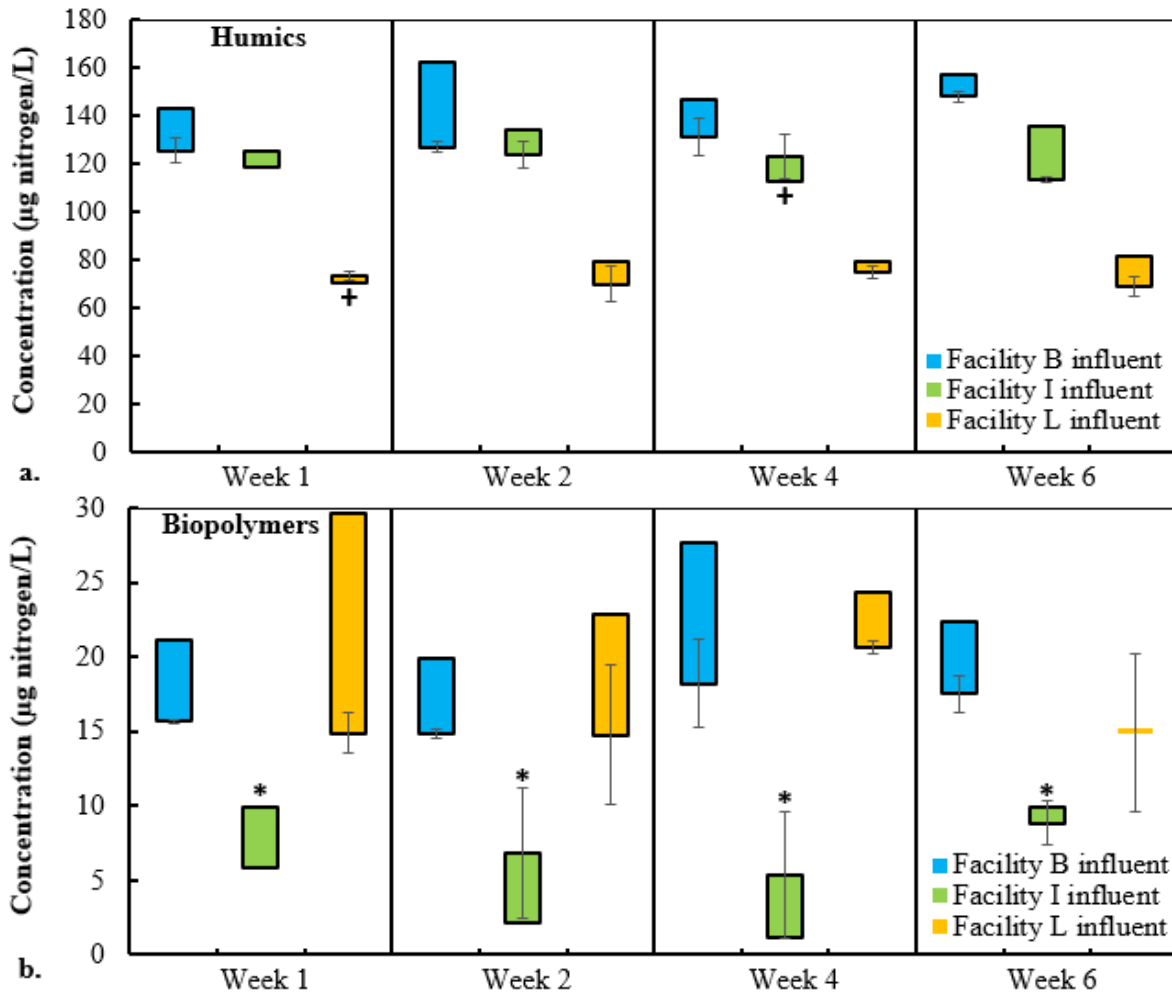 Humics
Concentration (µg nitrogen/L)
180
160
140
120
100
80
60
40
20
0
+
+
Facility B influent
Facility I influent
Facility L influent
a.
Week 1 Week 2 Week 4 Week 6
Biopolymers
Concentration (µg nitrogen/L)
30
25
20
15
10
5
0
* * * *
Facility B influent
Facility I influent
Facility L influent
b.
Week 1 Week 2 Week 4 Week 6